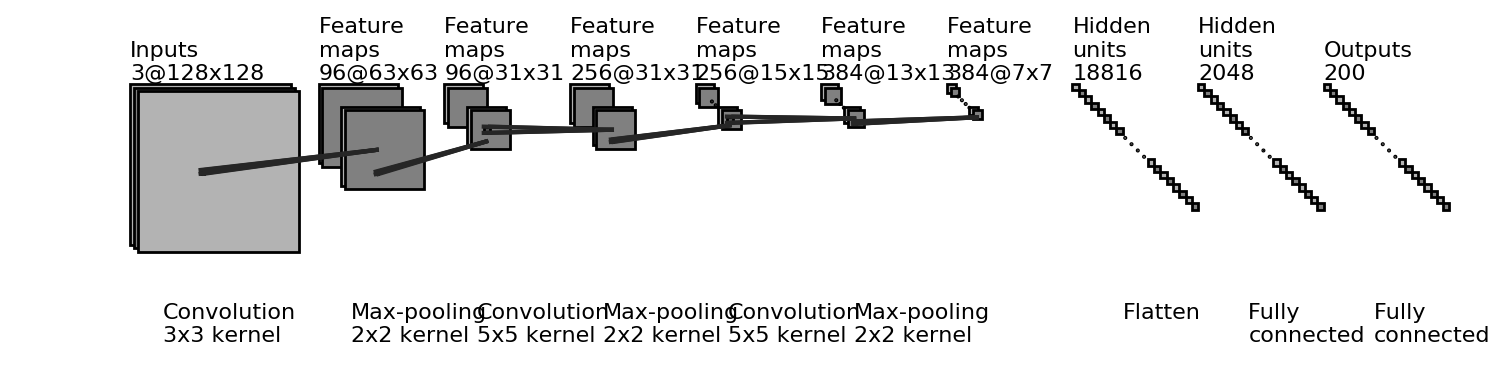 Inputs
3@128x128
Feature
maps
96@63x63
Feature
maps
96@31x31
Feature
maps
256@31x31
Feature
maps
256@15x15
Feature
maps
384@13x13
Feature
maps
384@7x7
Hidden
units
18816
Hidden
units
2048
Outputs
200
Convolution
3x3 kernel
Max-pooling
2x2 kernel
Convolution
5x5 kernel
Max-pooling
2x2 kernel
Convolution
5x5 kernel
Max-pooling
2x2 kernel
Flatten
Fully
connected
Fully
connected